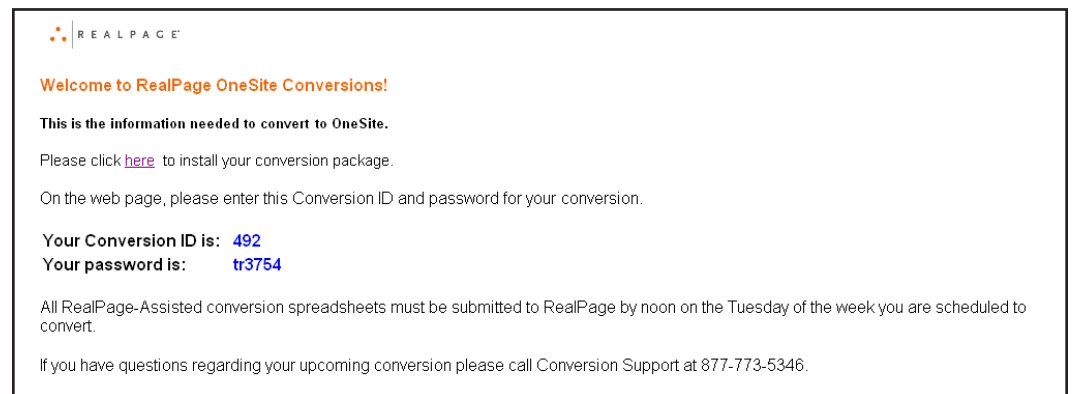 REALPAGE
Welcome to RealPage OneSite Conversions!
This is the information needed to convert to OneSite.
Please click here to install your conversion package.
On the web page, please enter this Conversion ID and password for your conversion.
Your Conversion ID is: 492
Your password is: tr3754
All RealPage-Assisted conversion spreadsheets must be submitted to RealPage by noon on the Tuesday of the week you are scheduled to
convert.
If you have questions regarding your upcoming conversion please call Conversion Support at 877-773-5346.